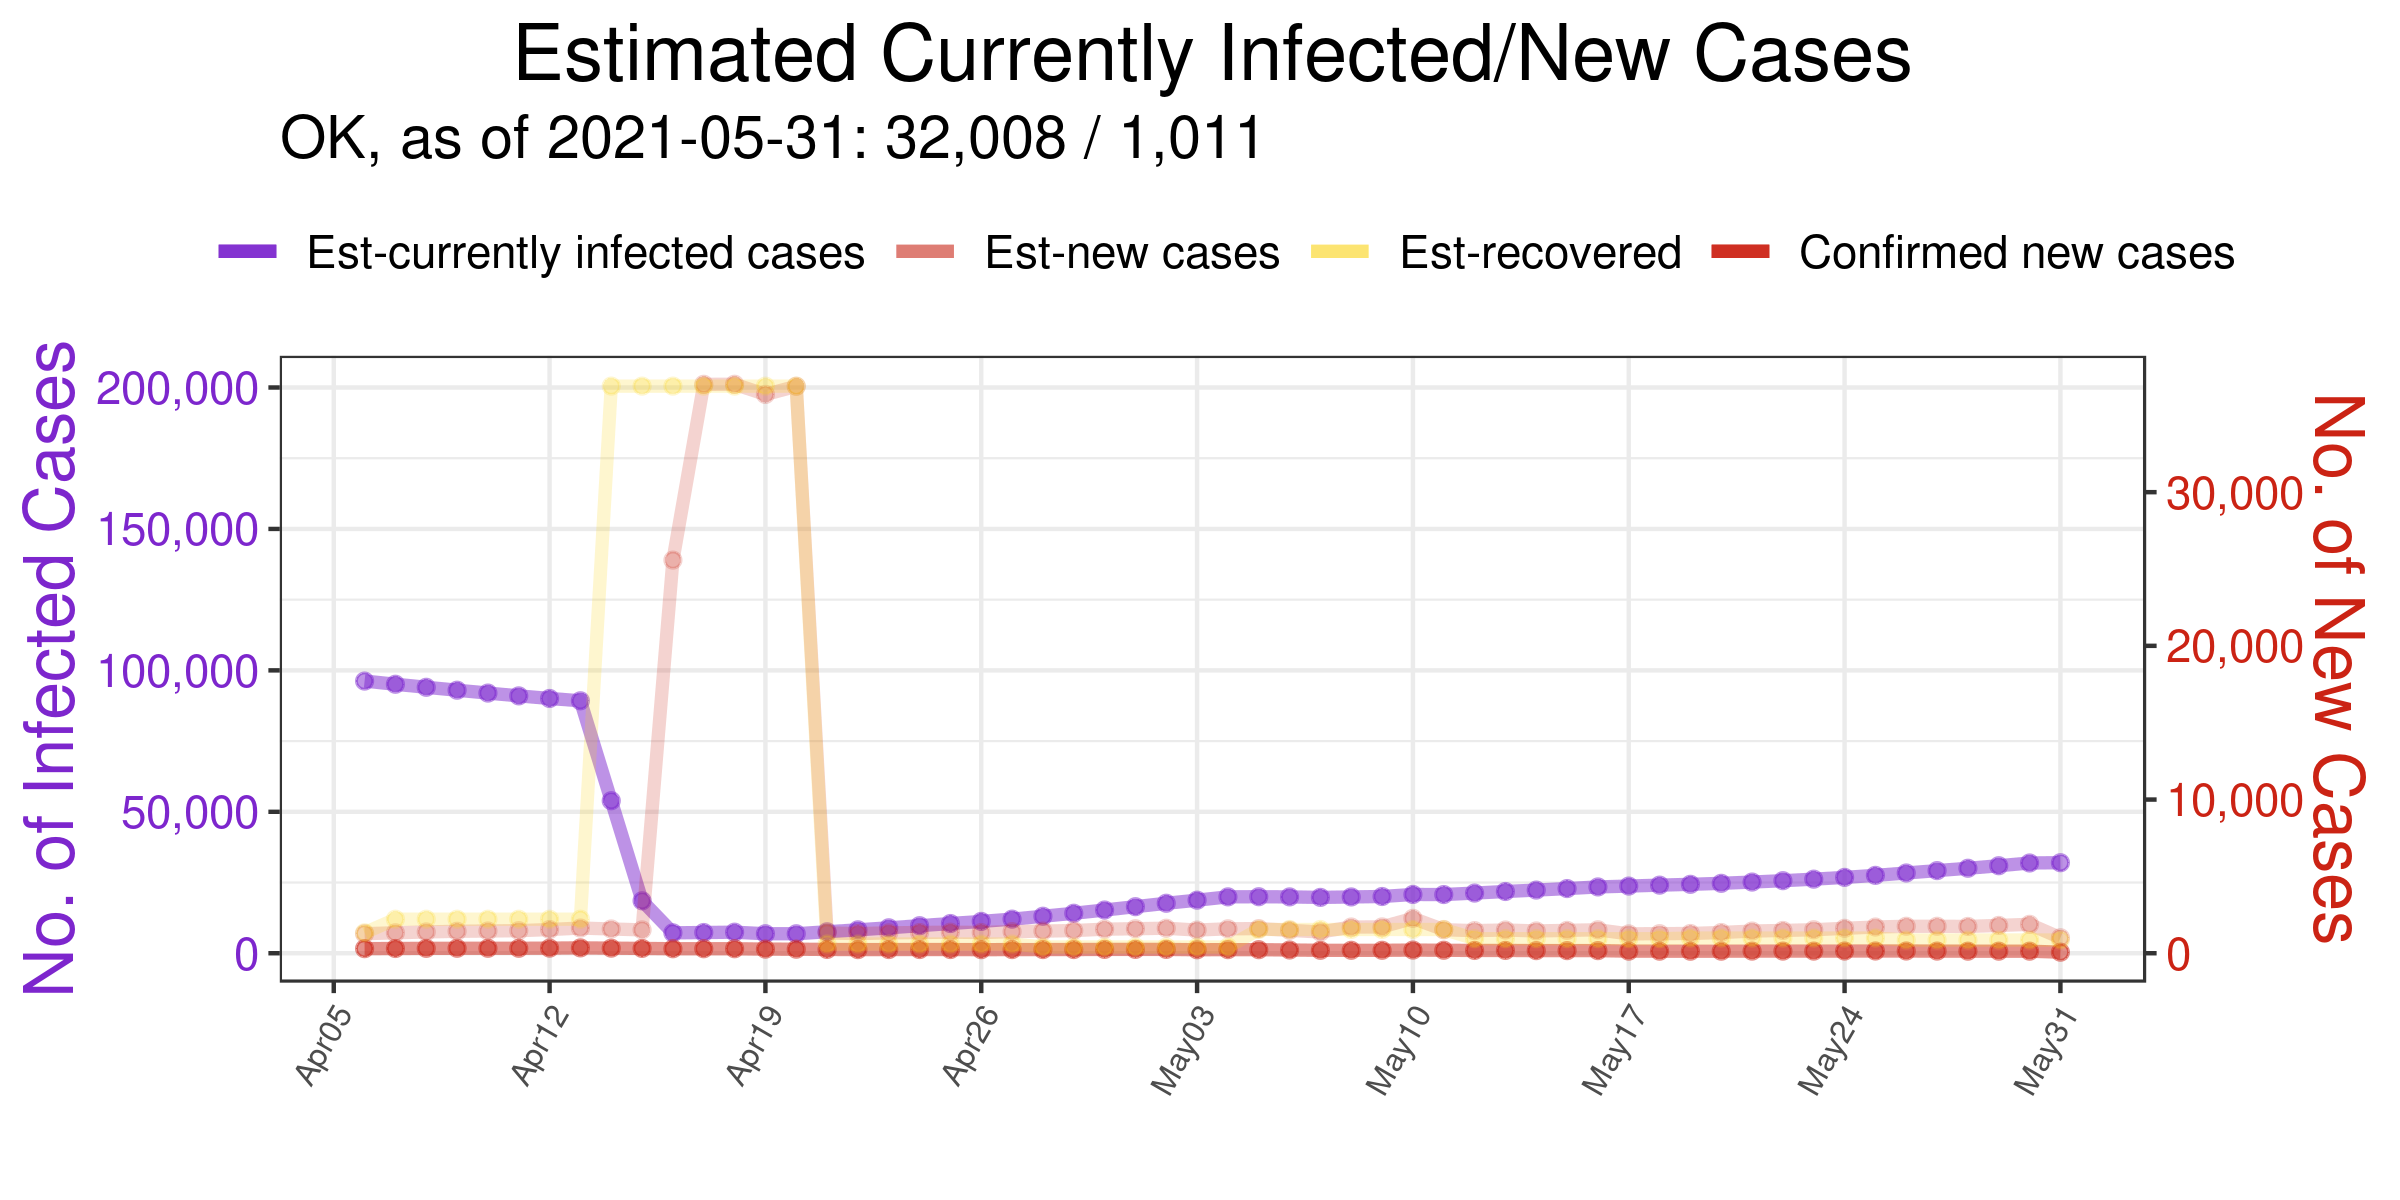 Estimated Currently Infected/New Cases
OK, as of 2021-05-31: 32,008 / 1,011
Est-currently infected cases
Est-new cases
Est-recovered
Confirmed new cases
No. of Infected Cases
200,000
150,000
100,000
50,000
0
30,000
20,000
10,000
0
No. of New Cases
Apr05
Apr12
Apr19
Apr26
May03
May10
May17
May24
May31